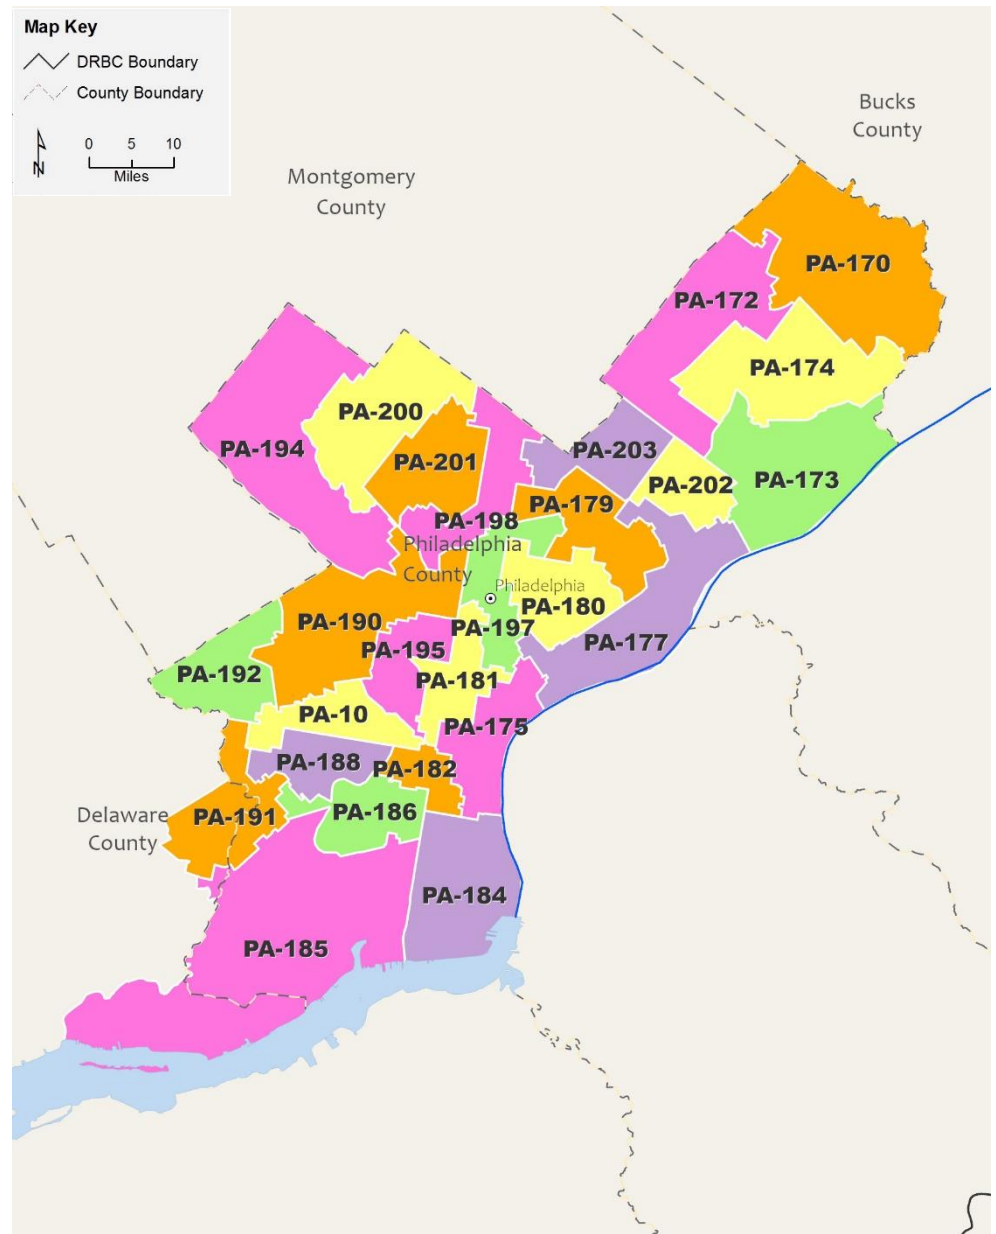 Map Key
DRBC Boundary
County Boundary
N
0 5 10
Miles
Bucks
County
Montgomery
County
PA-170
PA-172
PA-174
PA-200
PA-194
PA-203
PA-201
PA-202
PA-173
PA-179
PA-198
Philadelphia
County
Philadelphia
PA-180
PA-190
PA-197
PA-177
PA-195
PA-192
PA-181
PA-10
PA-175
PA-188
PA-182
Delaware
County
PA-191
PA-186
PA-184
PA-185